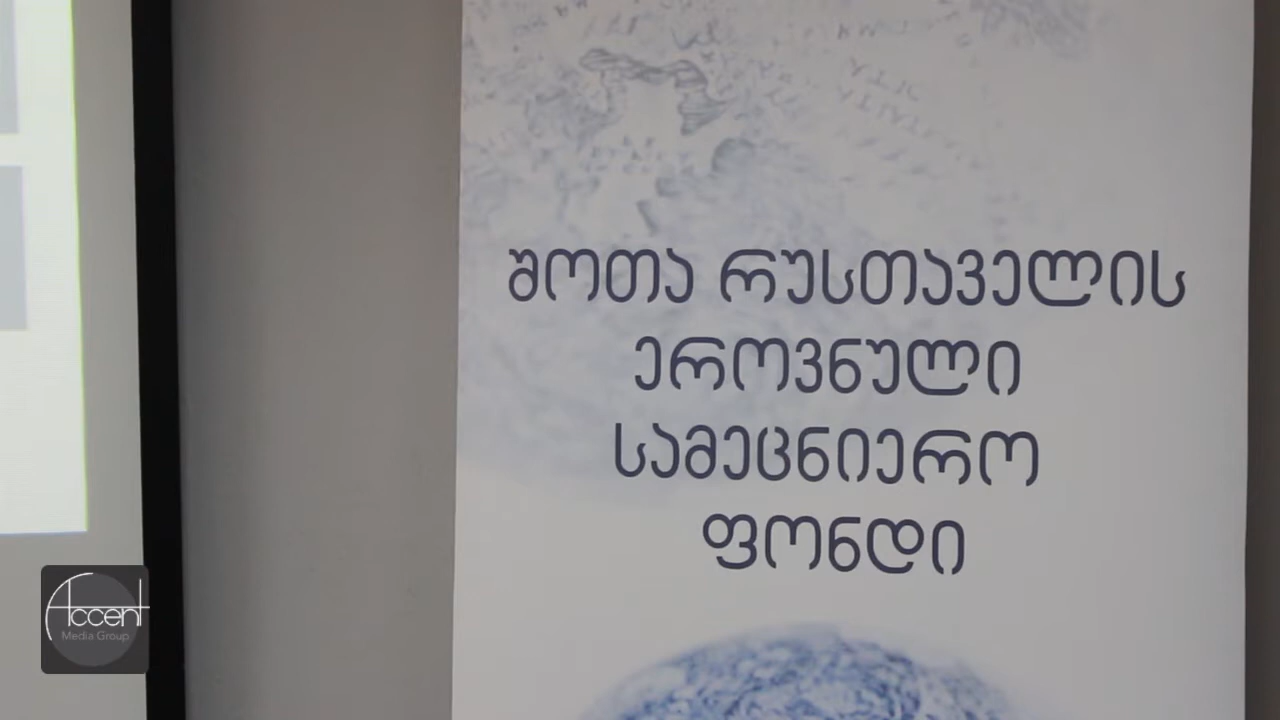 შოთა რუსთაველის
ეროვნული
სამეცნიერო
ფონდი
Accent
Media Group